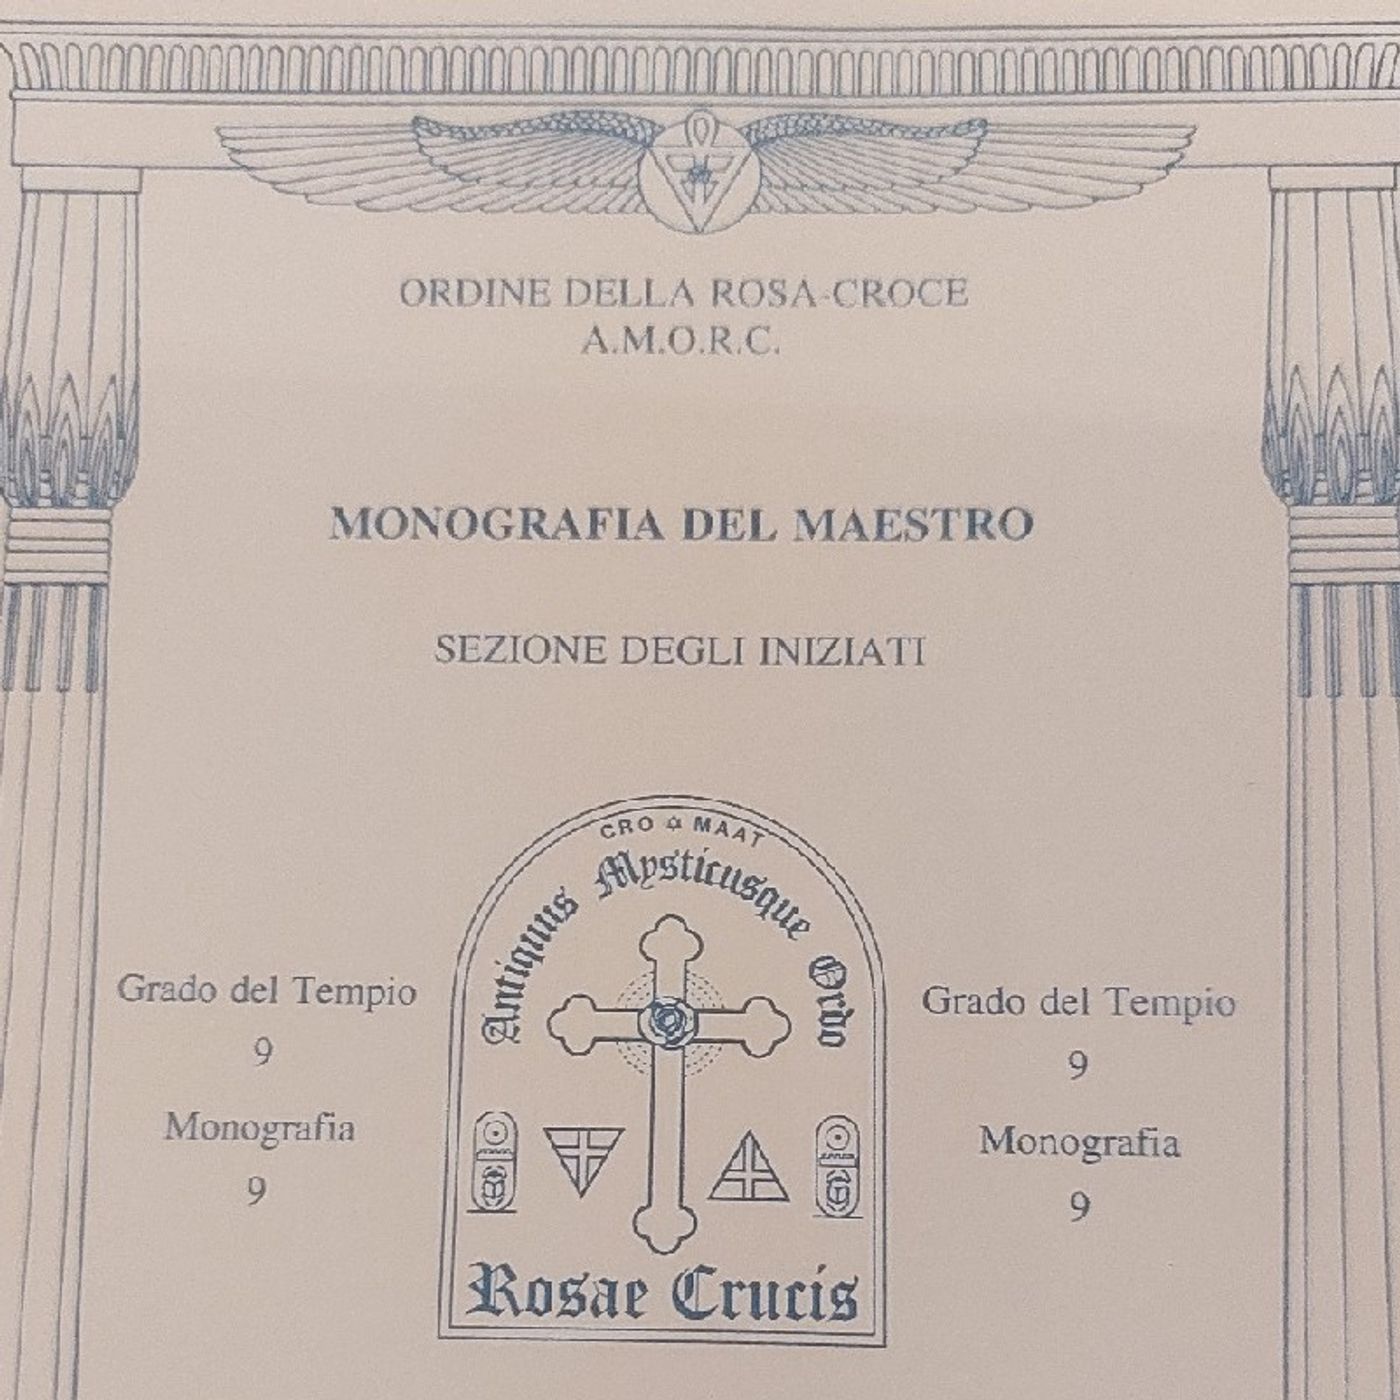 ORDINE DELLA ROSA-CROCE
A.M.O.R.C.
MONOGRAFIA DEL MAESTRO
SEZIONE DEGLI INIZIATI
CRO MAAT
Antiquus Mysticusque Ordo
Rosae Crucis
Grado del Tempio
9
Monografia
9
Grado del Tempio
9
Monografia
9